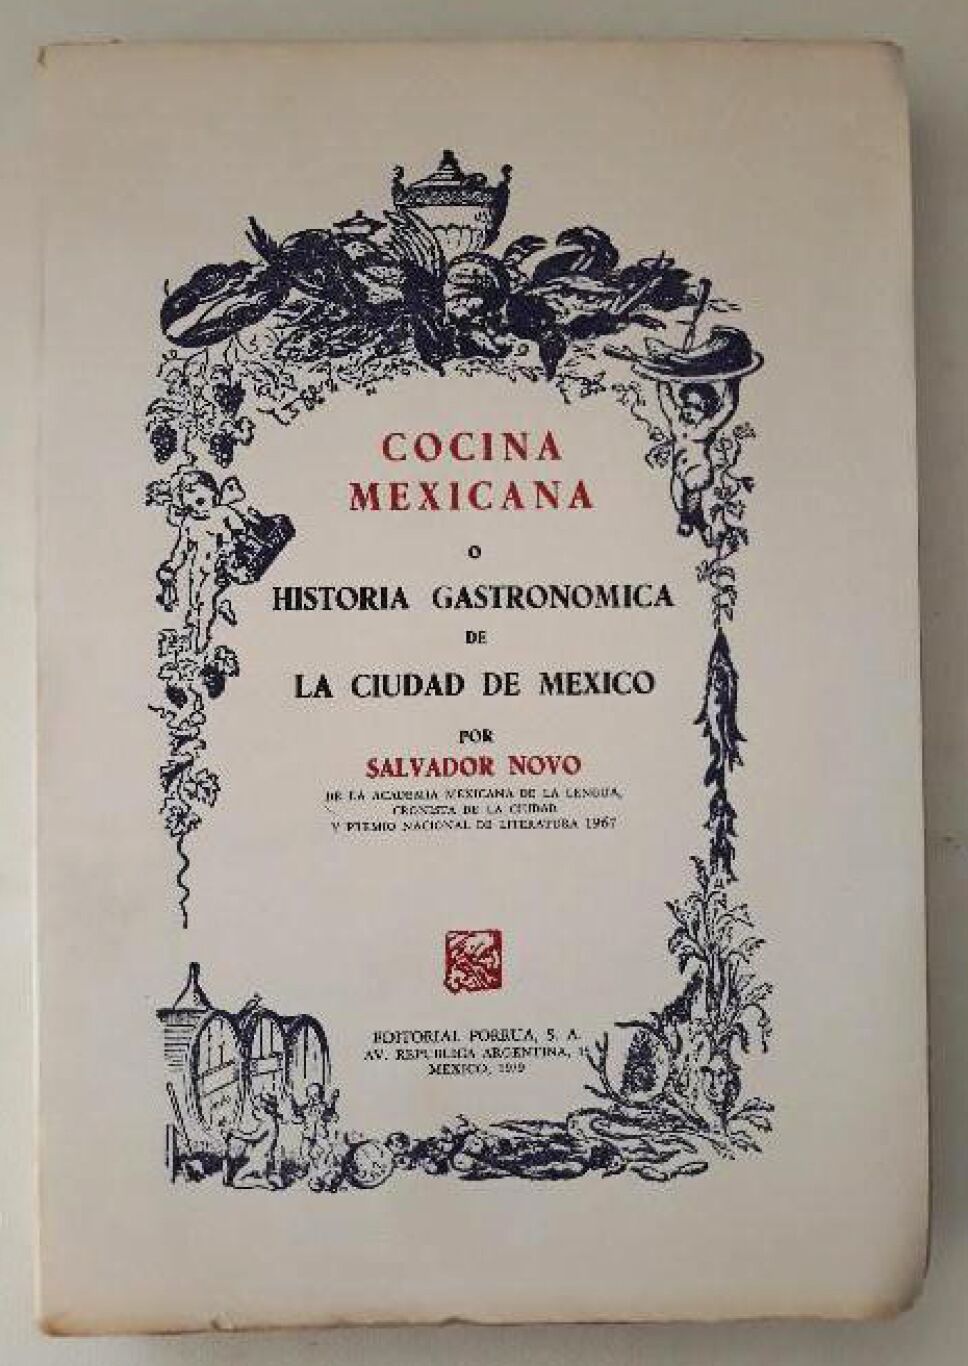 COCINA
MEXICANA
O
HISTORIA GASTRONOMICA
DE
LA CIUDAD DE MEXICO
POR
SALVADOR NOVO
DE LA ACADEMIA MEXICANA DE LA LENGUA,
CRONISTA DE LA CIUDAD
Y PREMIO NACIONAL DE LITERATURA 1967
EDITORIAL PORRUA, S. A.
AV. REPUBLICA ARGENTINA,
MEXICO, 1979